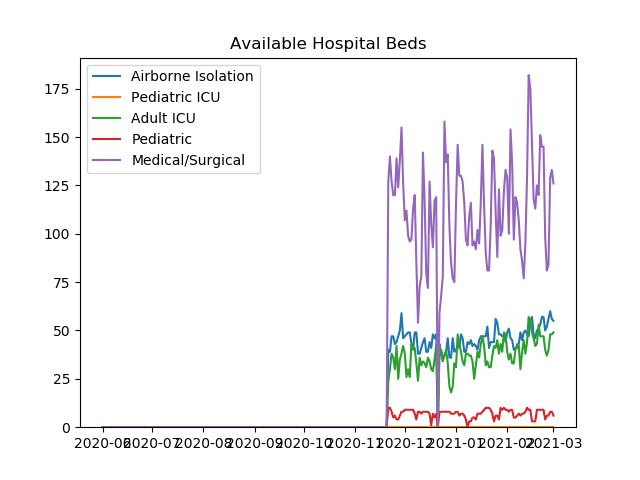 Available Hospital Beds
Airborne Isolation
Pediatric ICU
Adult ICU
Pediatric
Medical/Surgical
175
150
125
100
75
50
25
0
2020-06 2020-07 2020-08 2020-09 2020-10 2020-11 2020-12 2021-01 2021-02 2021-03